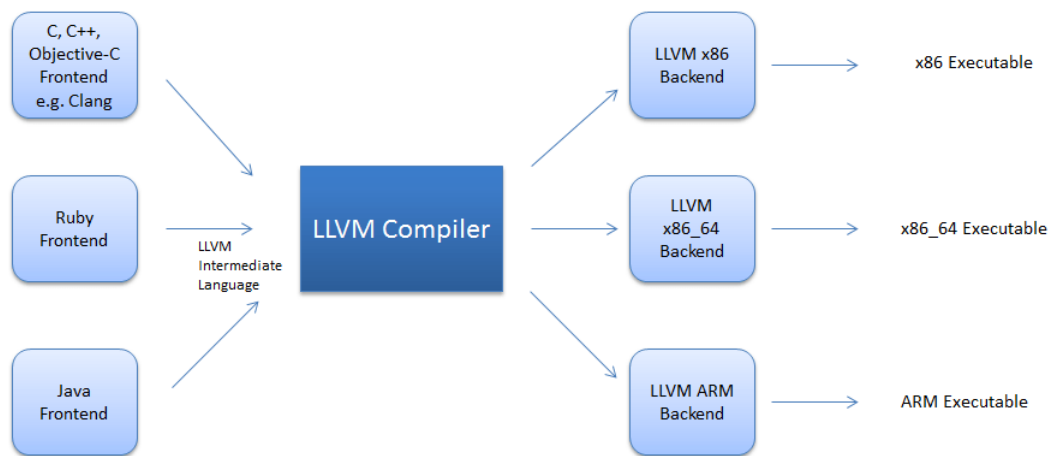 C, C++,
Objective-C
Frontend
e.g. Clang
LLVM x86
Backend
x86 Executable
Ruby
Frontend
LLVM
Intermediate
Language
LLVM Compiler
LLVM
x86_64
Backend
x86_64 Executable
Java
Frontend
LLVM ARM
Backend
ARM Executable